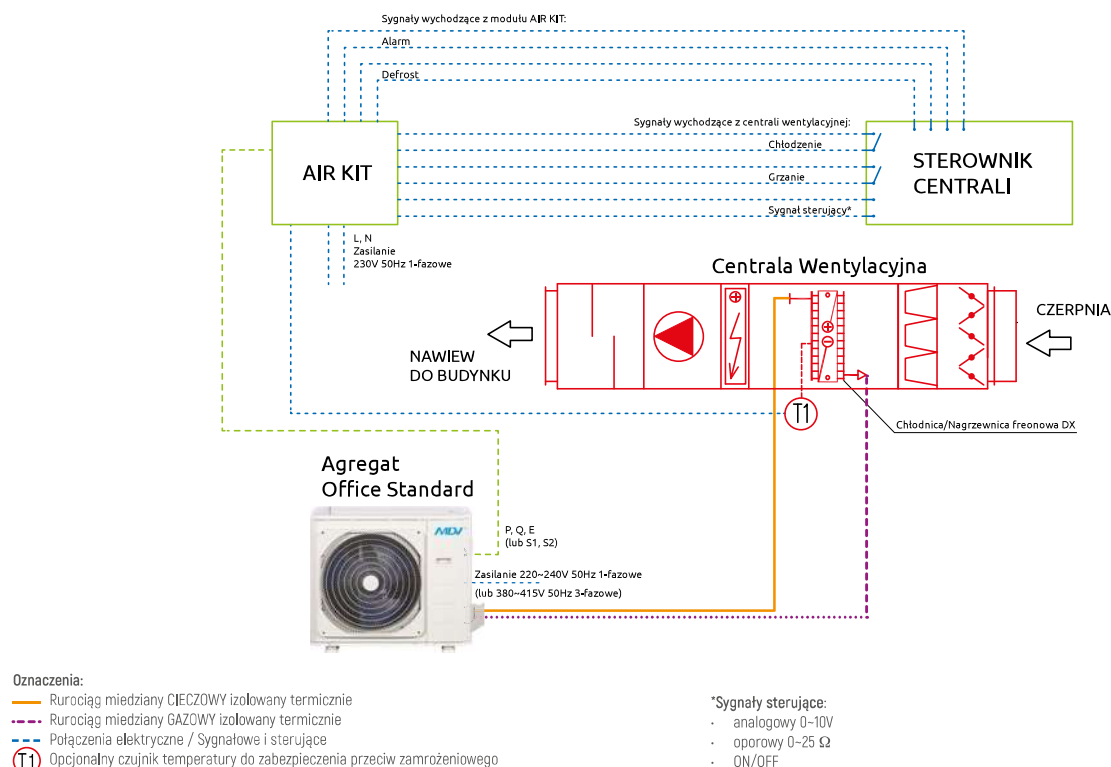 Sygnały wychodzące z modułu AIR KIT:
Alarm
Defrost
Sygnały wychodzące z centrali wentylacyjnej:
Chłodzenie
Grzanie
Sygnał sterujący*
AIR KIT
STEROWNIK
CENTRALI
L, N
Zasilanie
230V 50Hz 1-fazowe
Centrala Wentylacyjna
CZERPNIA
NAWIEW
DO BUDYNKU
T1
Chłodnica/Nagrzewnica freonowa DX
Agregat
Office Standard
MDV
P, Q, E
(lub S1, S2)
Zasilanie 220~240V 50Hz 1-fazowe
(lub 380~415V 50Hz 3-fazowe)
Oznaczenia:
Rurociąg miedziany CIECZOWY izolowany termicznie
Rurociąg miedziany GAZOWY izolowany termicznie
Połączenia elektryczne / Sygnałowe i sterujące
T1 Opcjonalny czujnik temperatury do zabezpieczenia przeciw zamrożeniowego
*Sygnały sterujące:
· analogowy 0~10V
· oporowy 0~25 Ω
· ON/OFF